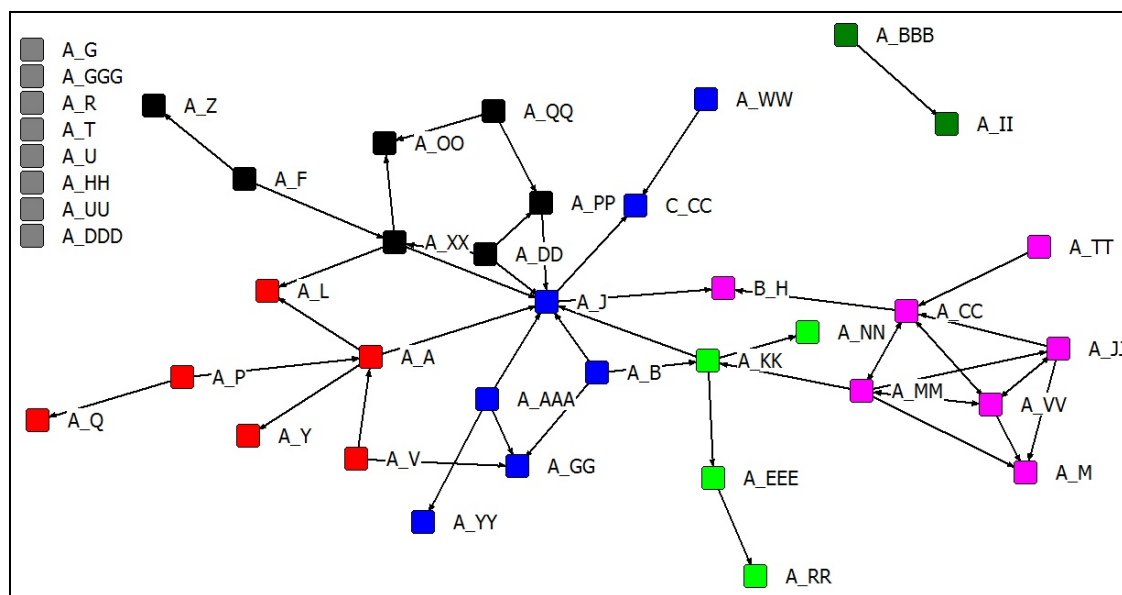 A_G
A_GGG
A_R
A_T
A_U
A_HH
A_UU
A_DDD
A_BBB
A_II
A_Z
A_QQ
A_WW
A_OO
A_F
A_PP
C_CC
A_XX
A_DD
A_TT
A_L
B_H
A_J
A_CC
A_NN
A_JJ
A_A
A_KK
A_P
A_B
A_MM
A_AAA
A_VV
A_Q
A_Y
A_V
A_GG
A_M
A_EEE
A_YY
A_RR